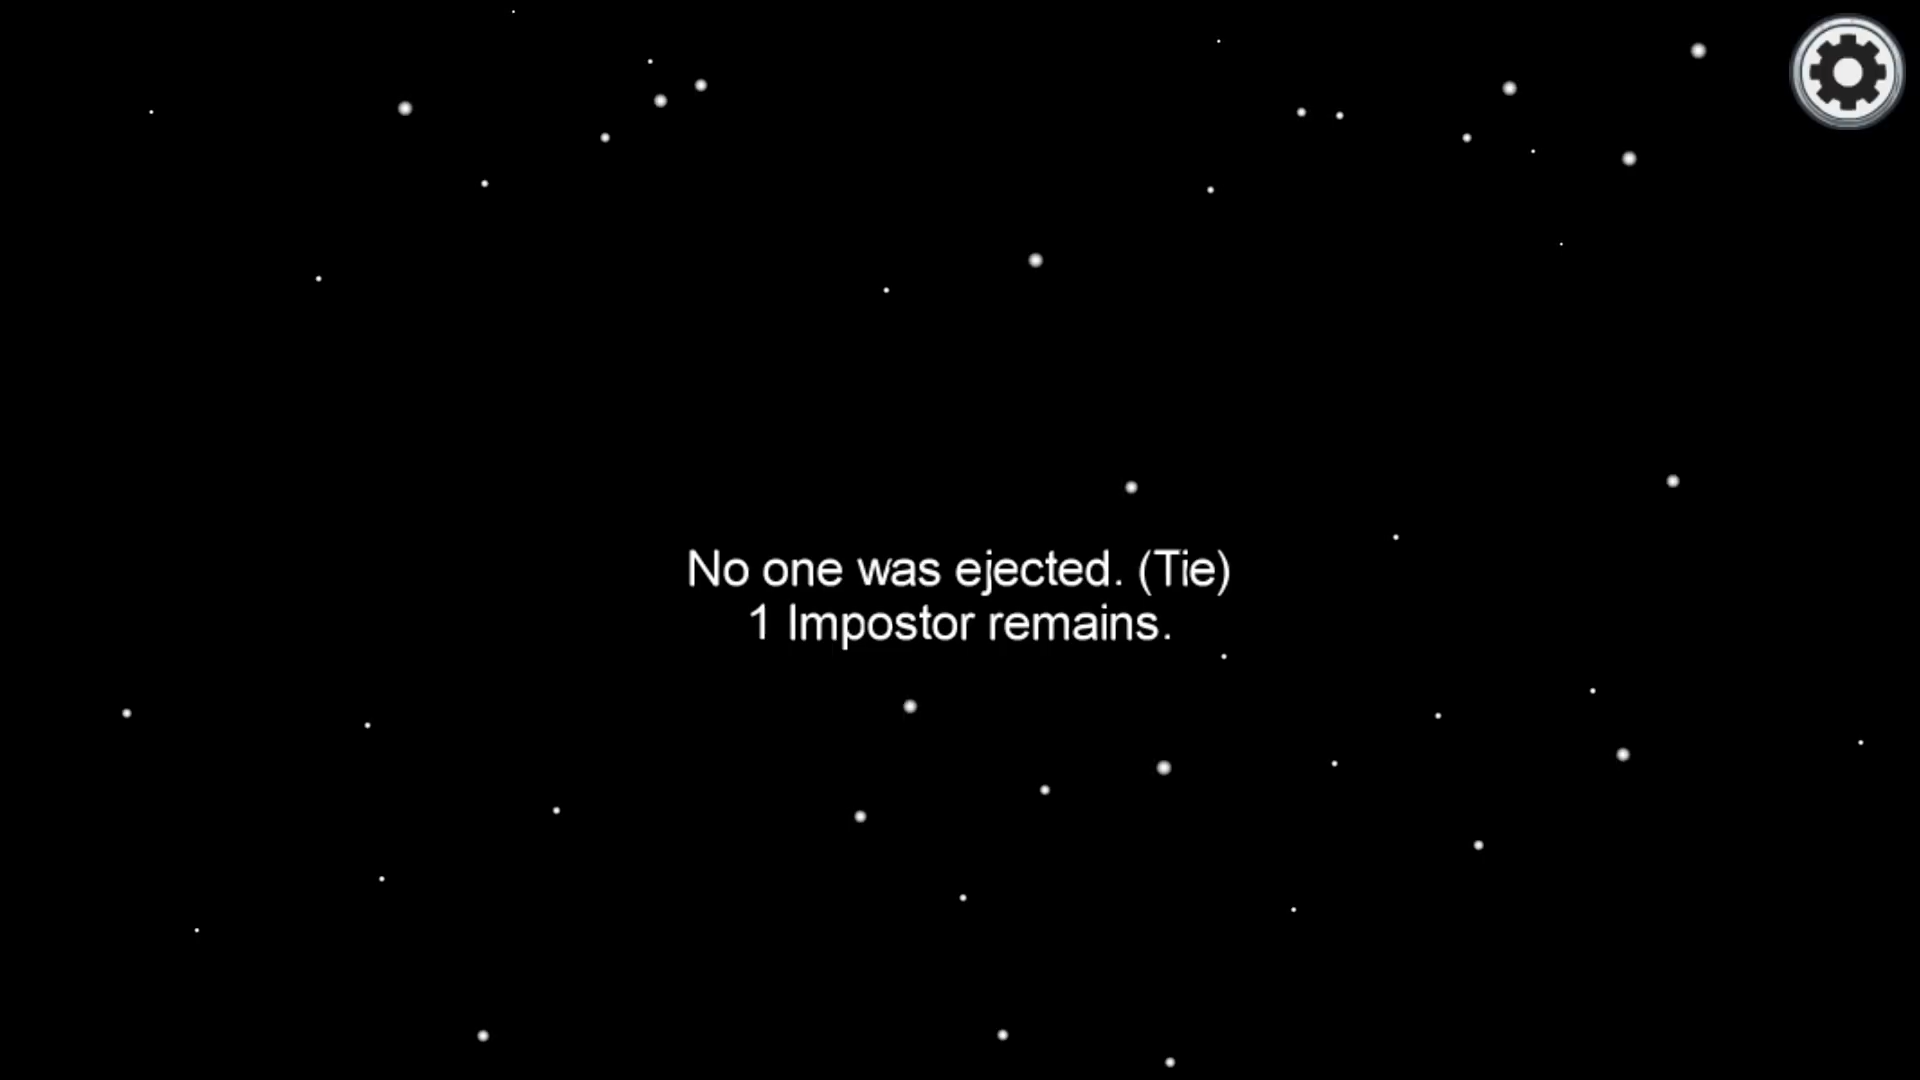 No one was ejected. (Tie)
1 Impostor remains.